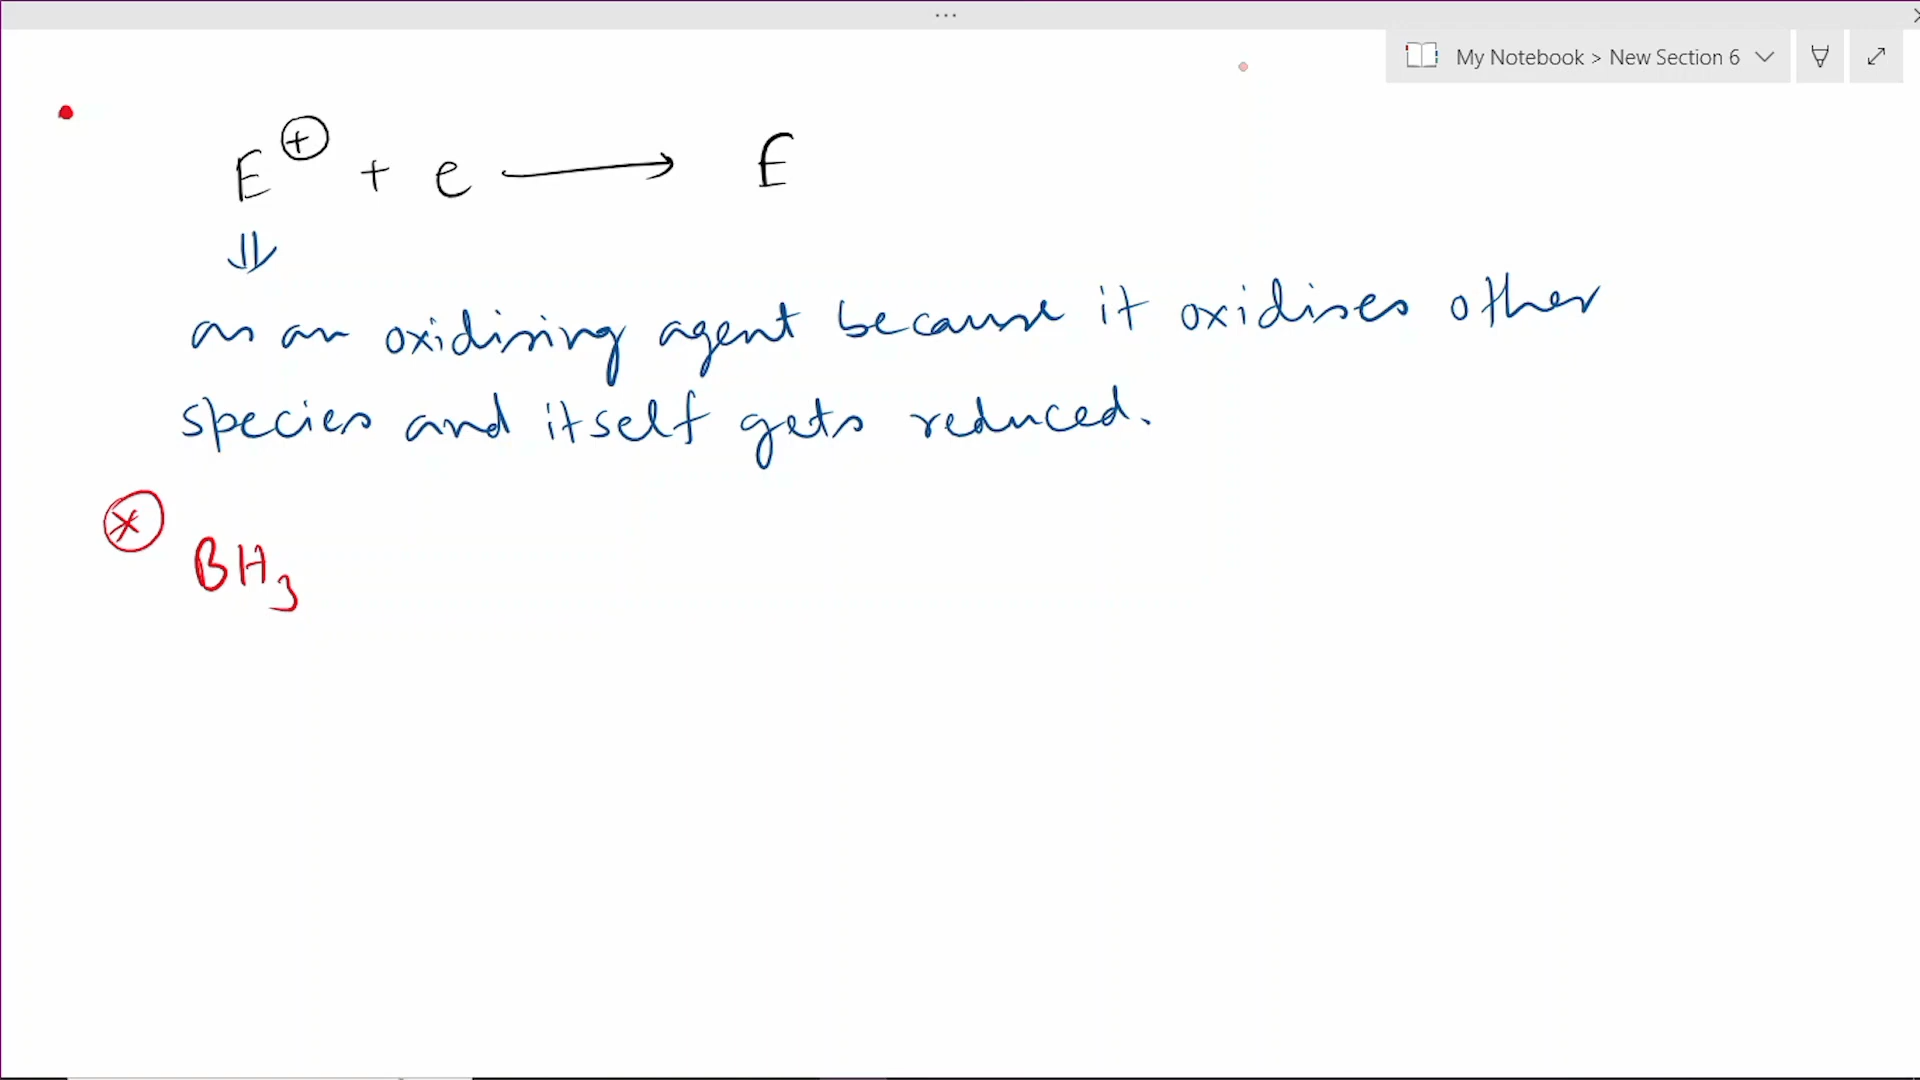 ...
My Notebook > New Section 6
E⊕ + e ⟶ E
⇓
as an oxidising agent because it oxidises other
species and itself gets reduced.
BH₃